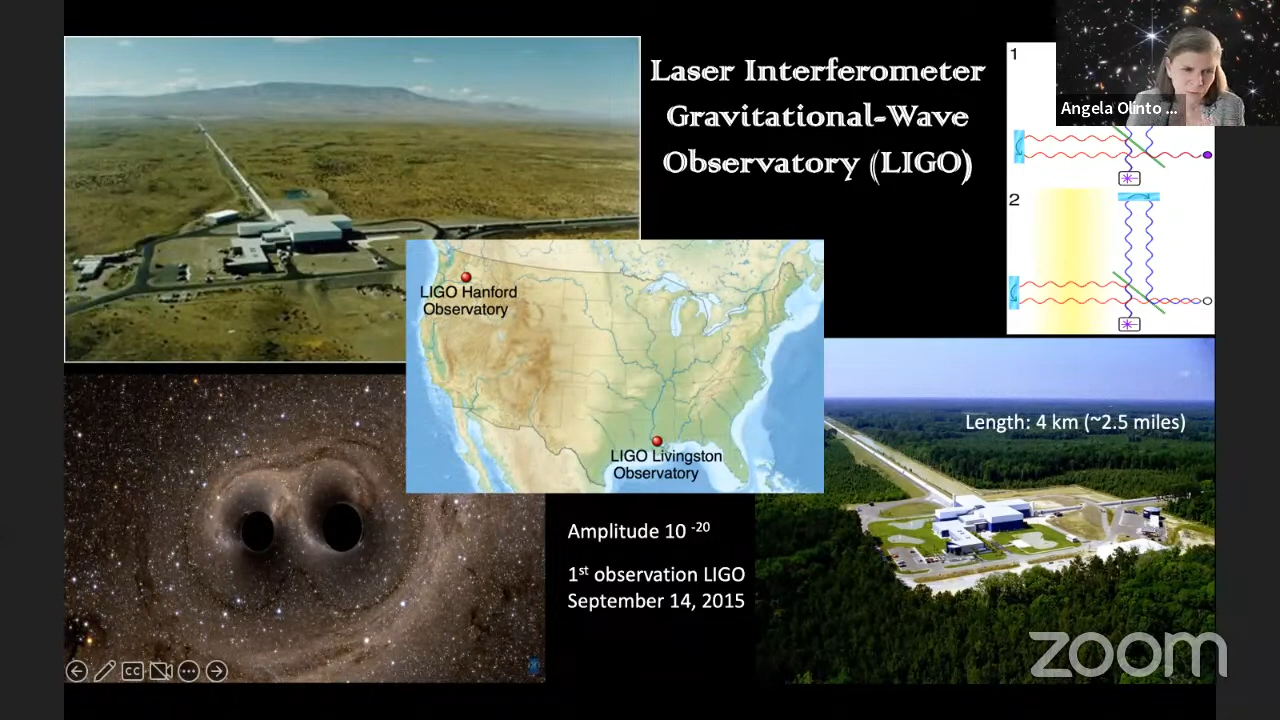 Laser Interferometer
Gravitational-Wave
Observatory (LIGO)
1
Angela Olinto ...
2
LIGO Hanford
Observatory
LIGO Livingston
Observatory
Length: 4 km (~2.5 miles)
Amplitude 10 -20
1st observation LIGO
September 14, 2015
CC
zoom